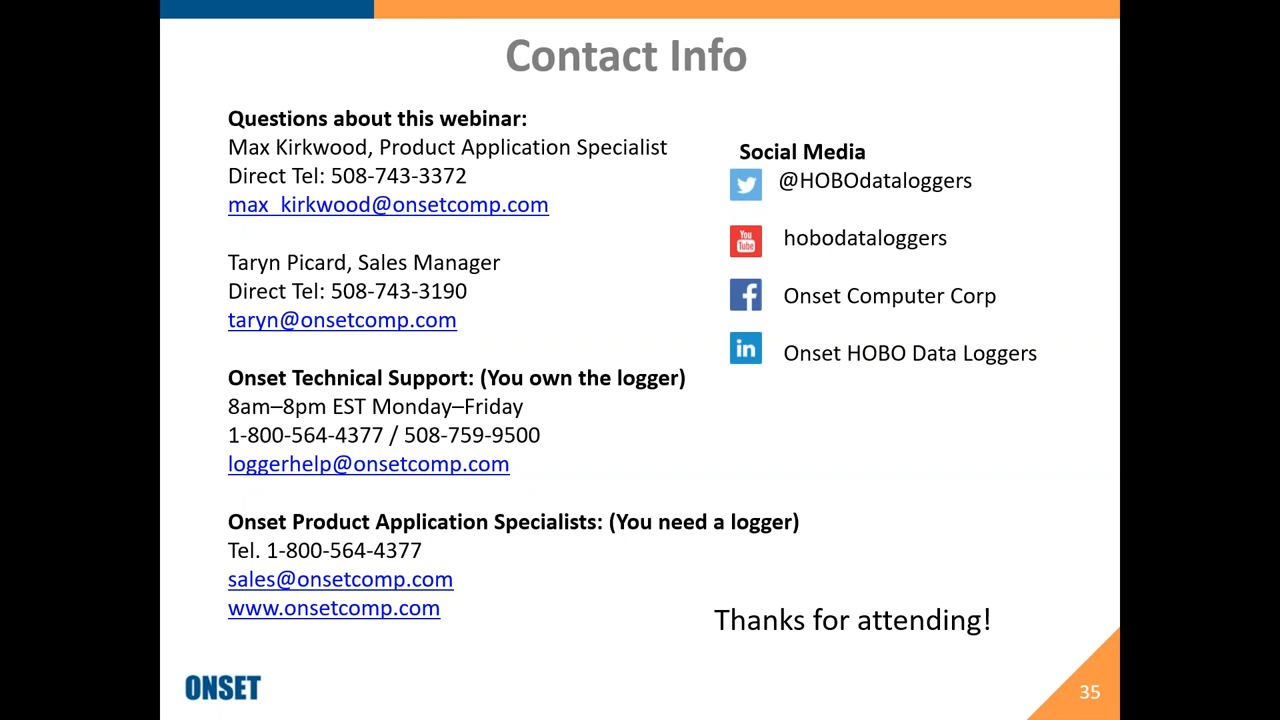 Contact Info
Questions about this webinar:
Max Kirkwood, Product Application Specialist
Direct Tel: 508-743-3372
max_kirkwood@onsetcomp.com
Taryn Picard, Sales Manager
Direct Tel: 508-743-3190
taryn@onsetcomp.com
Onset Technical Support: (You own the logger)
8am–8pm EST Monday–Friday
1-800-564-4377 / 508-759-9500
loggerhelp@onsetcomp.com
Onset Product Application Specialists: (You need a logger)
Tel. 1-800-564-4377
sales@onsetcomp.com
www.onsetcomp.com
Social Media
@HOBOdataloggers
You
Tube
hobodataloggers
Onset Computer Corp
in
Onset HOBO Data Loggers
Thanks for attending!
ONSET
35